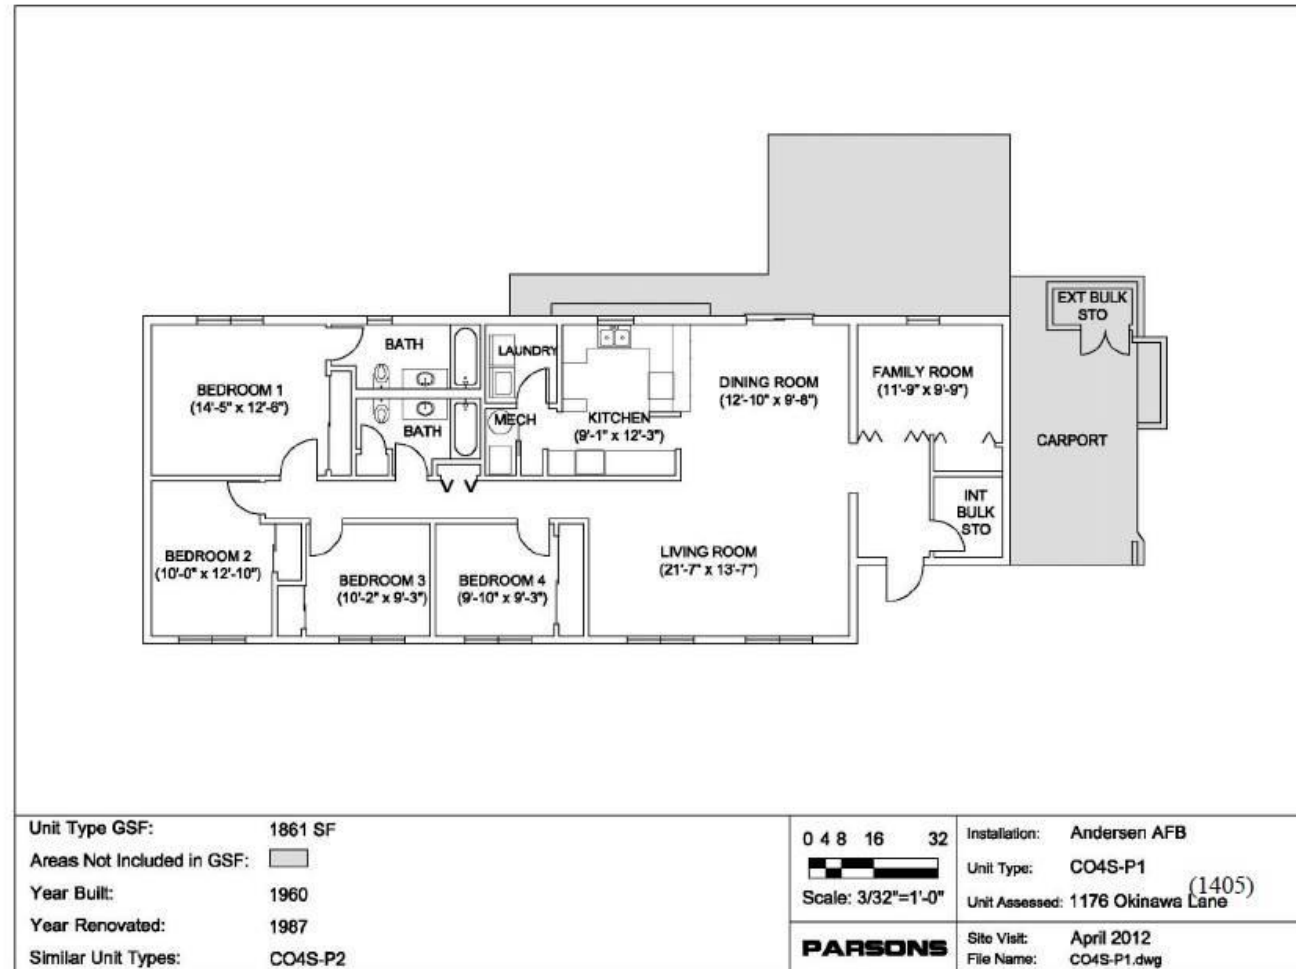 EXT BULK
STO
BATH
LAUNDRY
BEDROOM 1
(14'-5" x 12'-6")
DINING ROOM
(12'-10" x 9'-8")
FAMILY ROOM
(11'-9" x 9'-9")
MECH
KITCHEN
(9'-1" x 12'-3")
BATH
CARPORT
INT
BULK
STO
BEDROOM 2
(10'-0" x 12'-10")
BEDROOM 3
(10'-2" x 9'-3")
BEDROOM 4
(9'-10" x 9'-3")
LIVING ROOM
(21'-7" x 13'-7")
Unit Type GSF: 1861 SF
Areas Not Included in GSF:
Year Built: 1960
Year Renovated: 1987
Similar Unit Types: CO4S-P2
0 4 8 16 32
Scale: 3/32"=1'-0"
PARSONS
Installation: Andersen AFB
Unit Type: CO4S-P1
(1405)
Unit Assessed: 1176 Okinawa Lane
Site Visit: April 2012
File Name: CO4S-P1.dwg